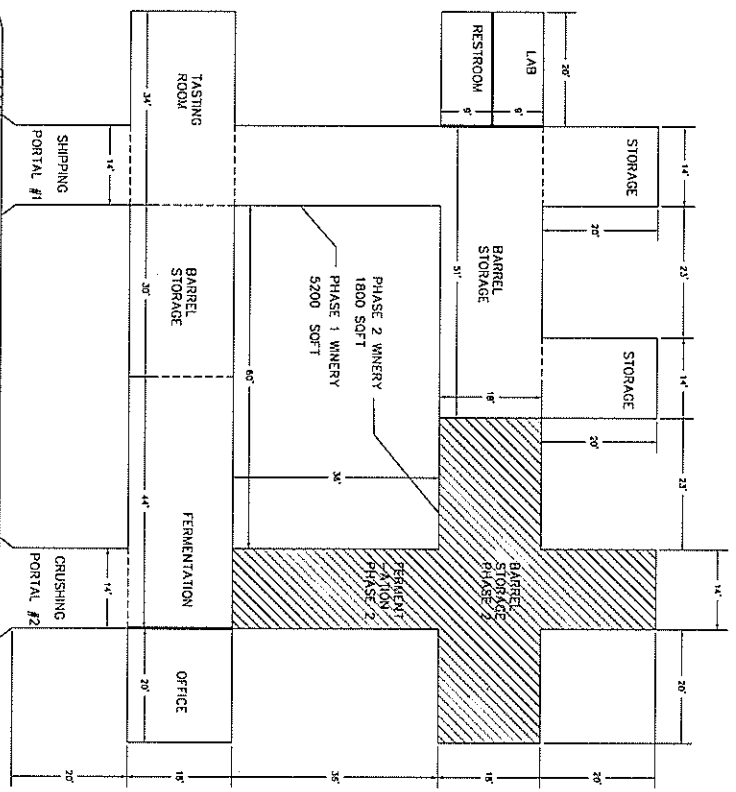 20'
LAB
RESTROOM
9'
9'
STORAGE
14'
20'
23'
STORAGE
14'
20'
23'
14'
20'
BARREL
STORAGE
51'
18'
PHASE 2 WINERY
1800 SQFT
PHASE 1 WINERY
5200 SQFT
60'
36'
BARREL
STORAGE
PHASE 2
FERMENT
-ATION
PHASE 2
TASTING
ROOM
34'
BARREL
STORAGE
30'
FERMENTATION
44'
OFFICE
20'
SHIPPING
PORTAL #1
14'
CRUSHING
PORTAL #2
14'
20'
18'
36'
18'
20'